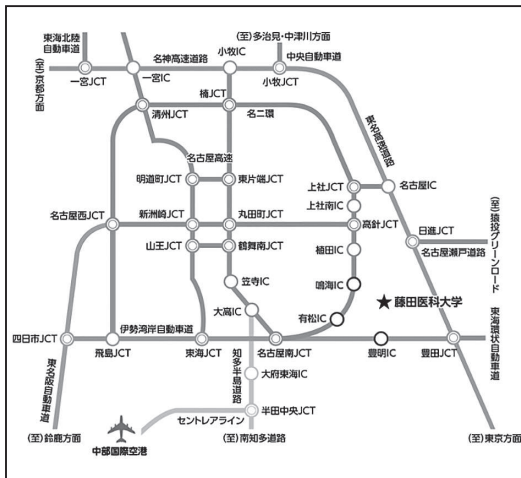 (至)多治見・中津川方面
東海北陸
自動車道
小牧IC
中央自動車道
名神高速道路
(至)京都方面
一宮JCT
一宮IC
小牧JCT
清州JCT
楠JCT
名二環
東名高速道路
名古屋高速
明道町JCT
東片端JCT
上社JCT
名古屋IC
上社南IC
(至)猿投グリーンロード
名古屋西JCT
新洲崎JCT
丸田町JCT
高針JCT
日進JCT
山王JCT
鶴舞南JCT
植田IC
名古屋瀬戸道路
笠寺IC
鳴海IC
藤田医科大学
大高IC
有松IC
東海環状自動車道
伊勢湾岸自動車道
四日市JCT
飛島JCT
東海JCT
名古屋南JCT
豊明IC
豊田JCT
東名阪自動車道
知多半島道路
大府東海IC
半田中央JCT
セントレアライン
(至)鈴鹿方面
中部国際空港
(至)南知多道路
(至)東京方面